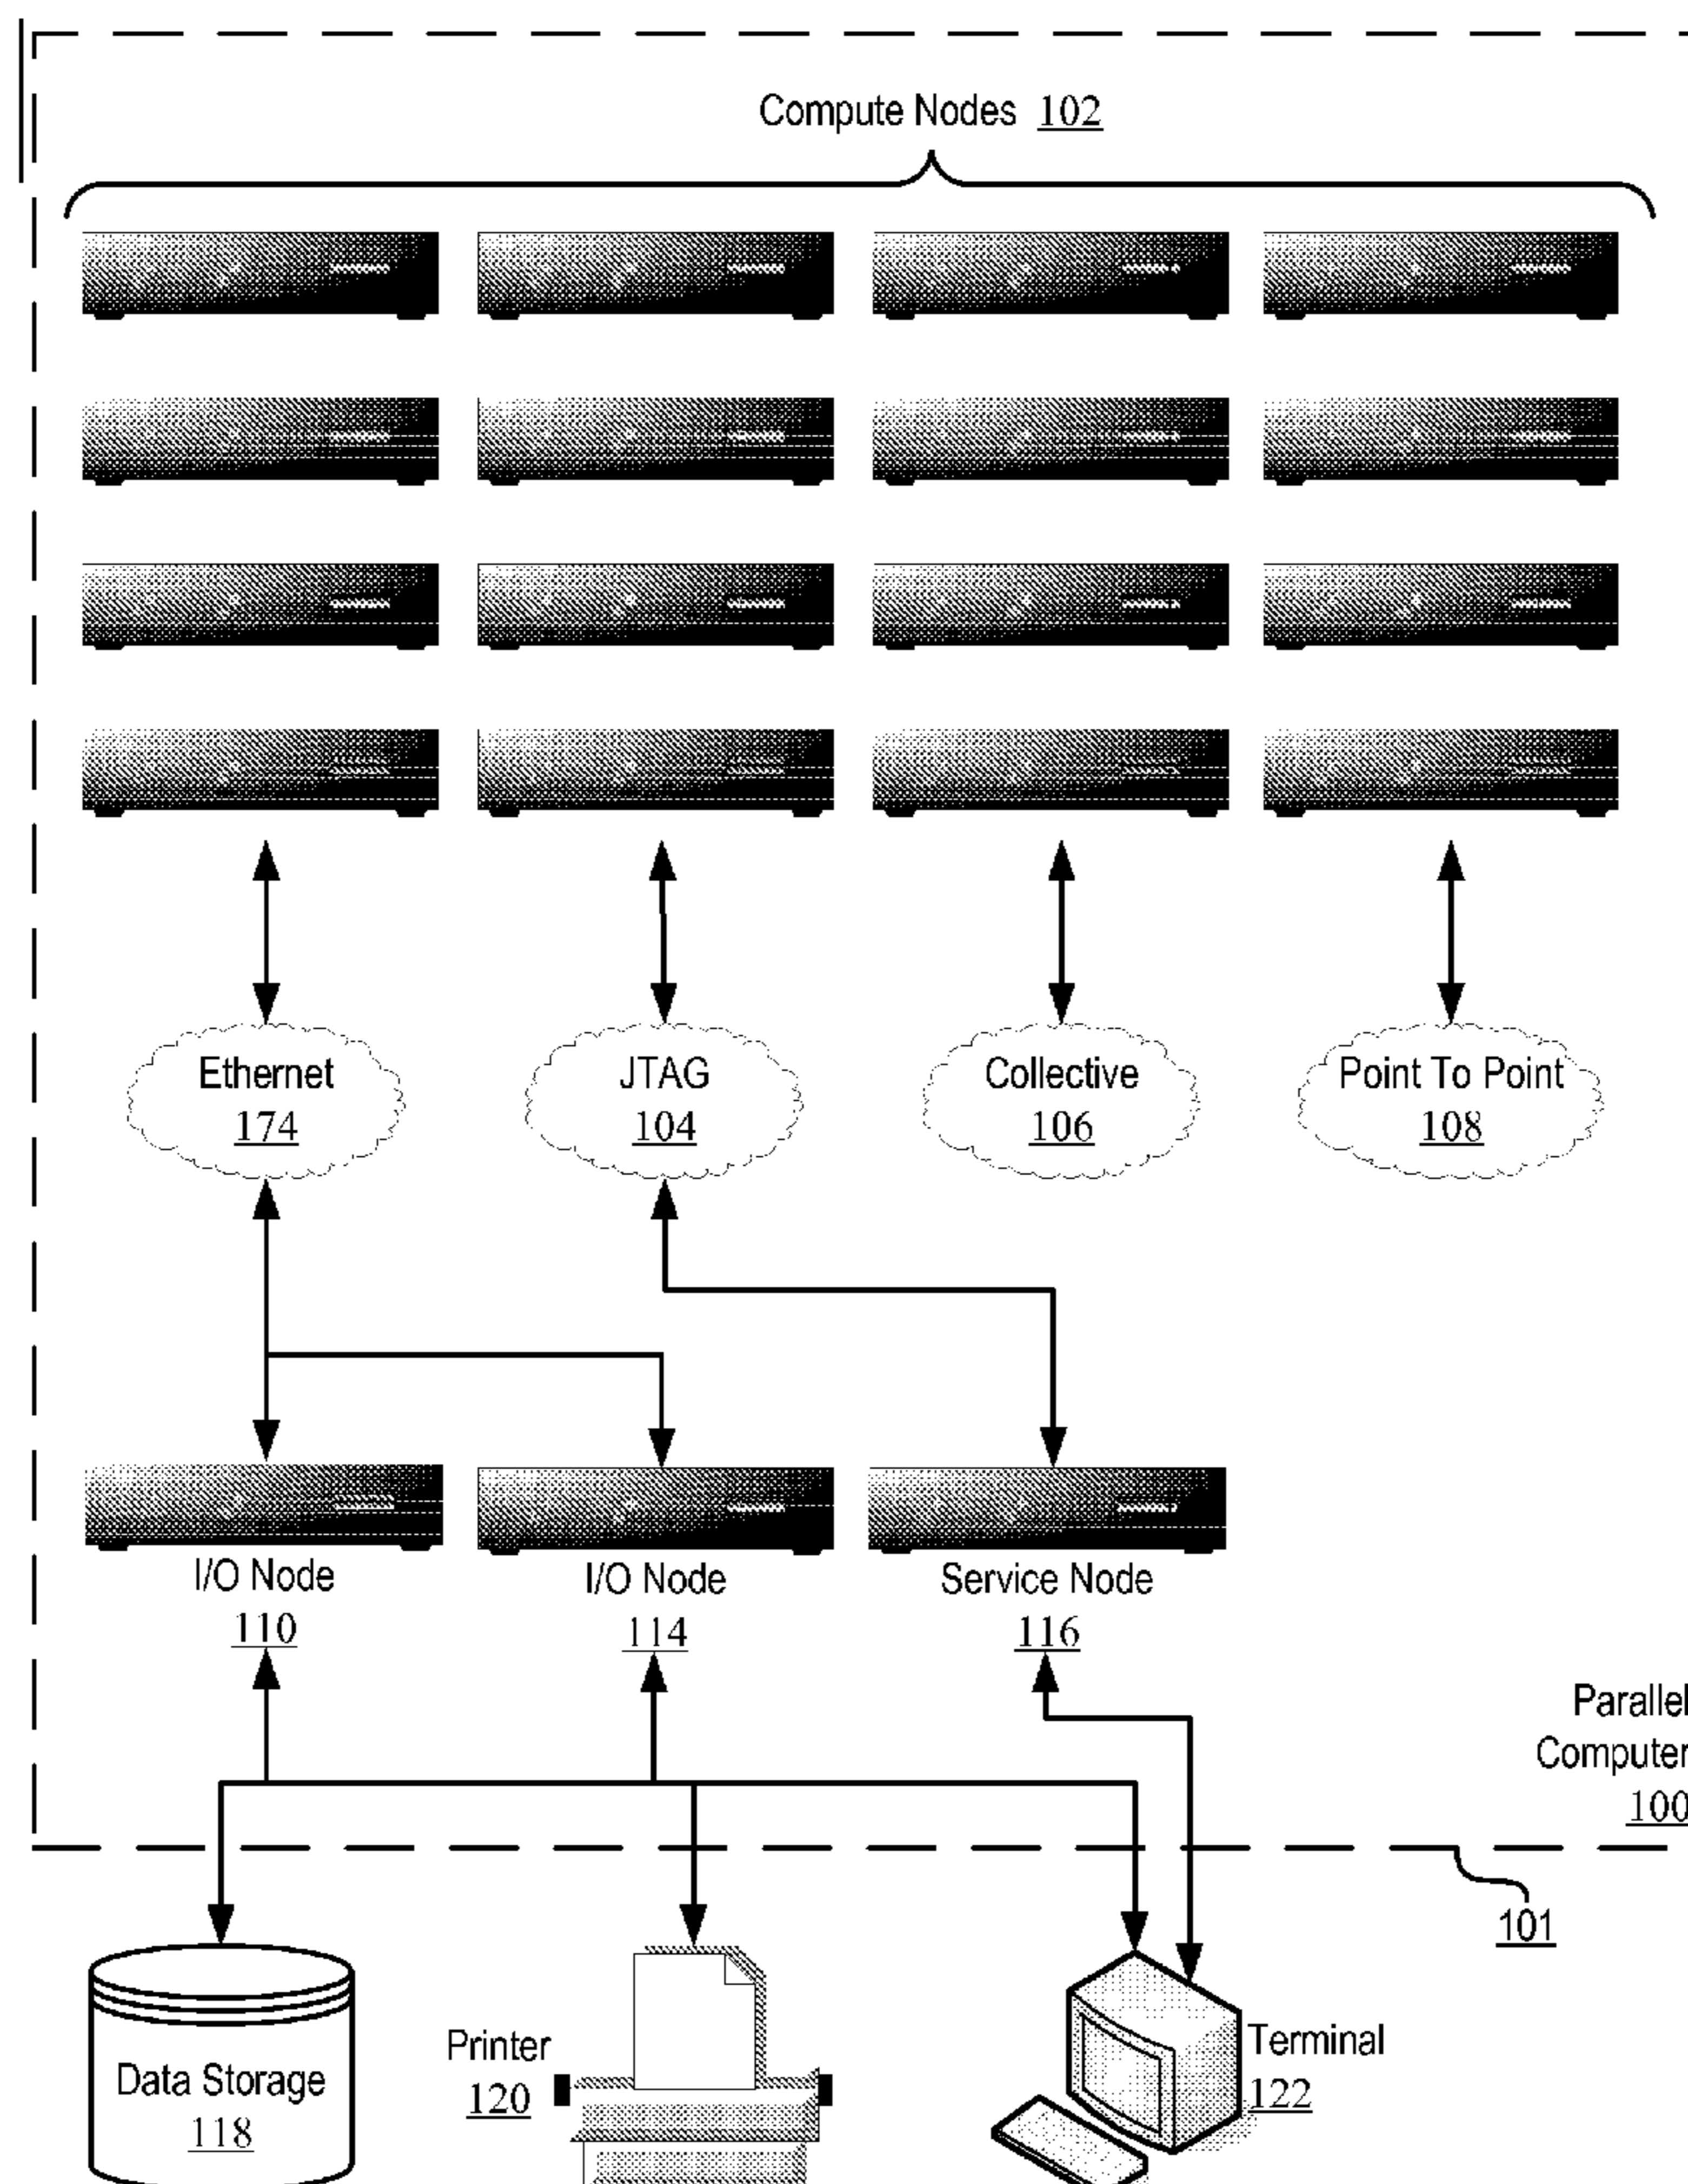 Compute Nodes 102
Ethernet
174
JTAG
104
Collective
106
Point To Point
108
I/O Node
110
I/O Node
114
Service Node
116
Parallel
Computer
100
101
Data Storage
118
Printer
120
Terminal
122